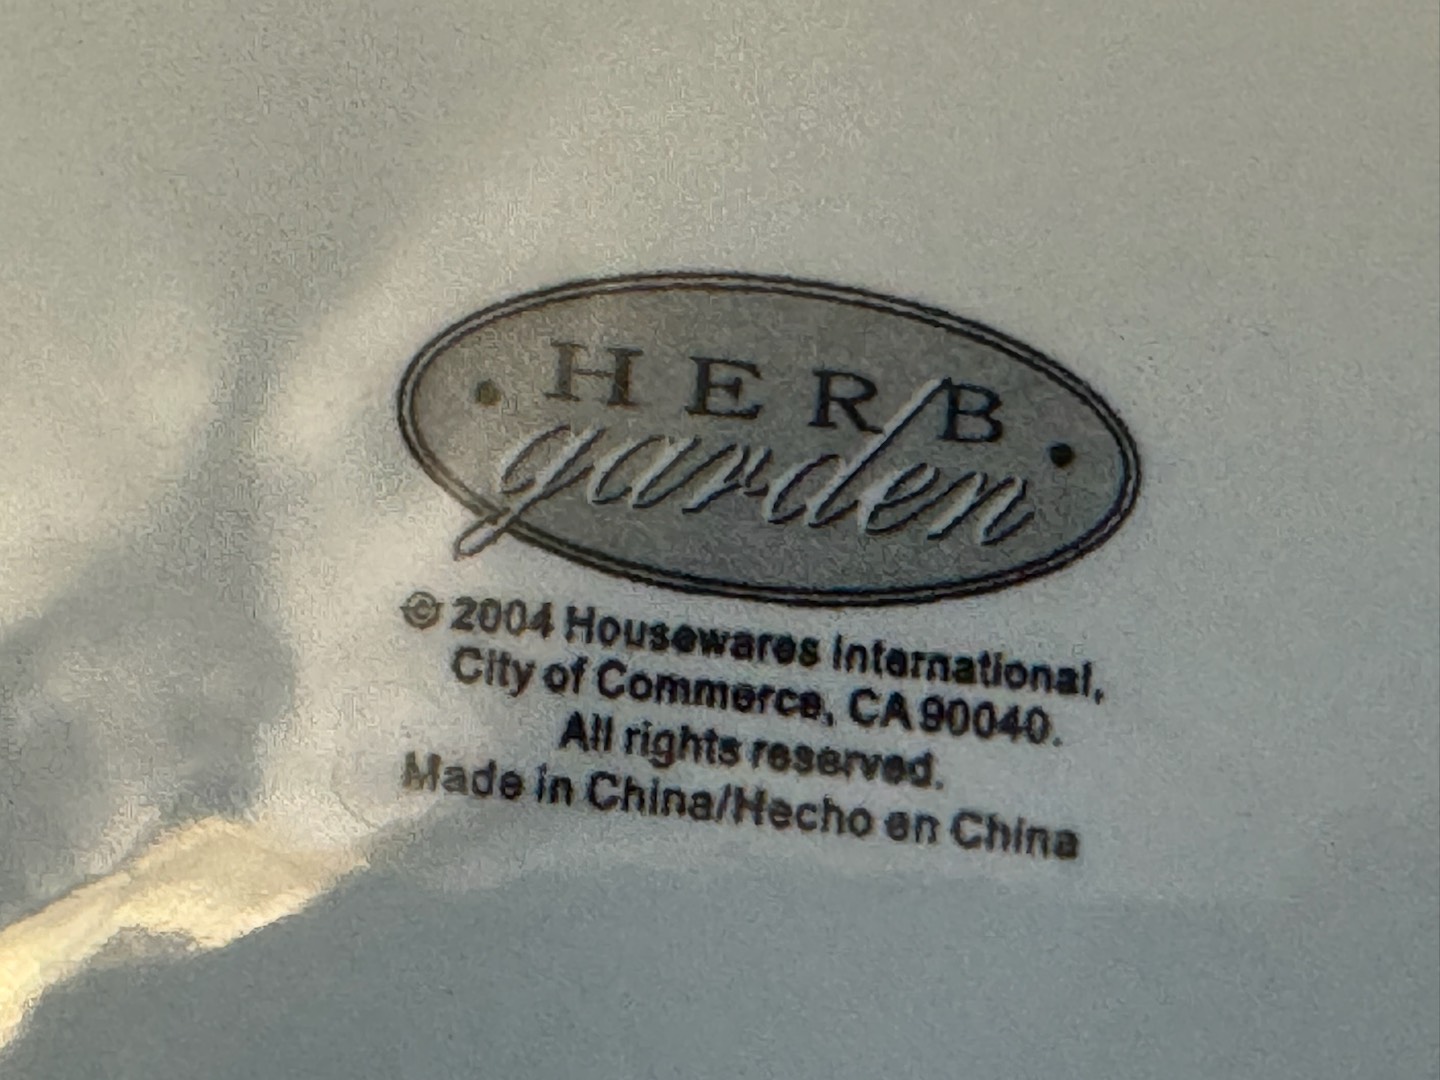 HERB
garden
© 2004 Housewares International,
City of Commerce, CA 90040.
All rights reserved.
Made in China/Hecho en China